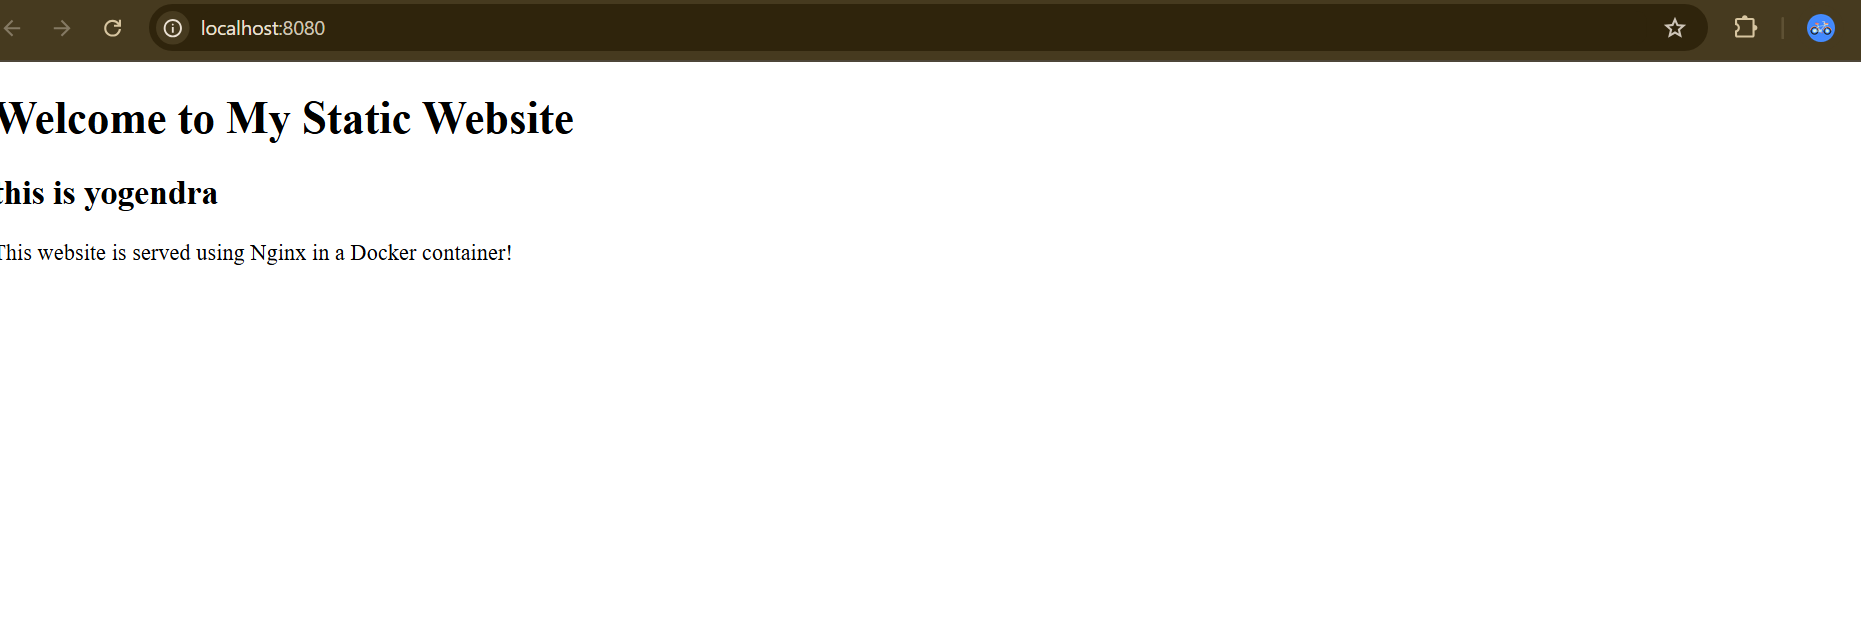 localhost:8080
Welcome to My Static Website
this is yogendra
This website is served using Nginx in a Docker container!